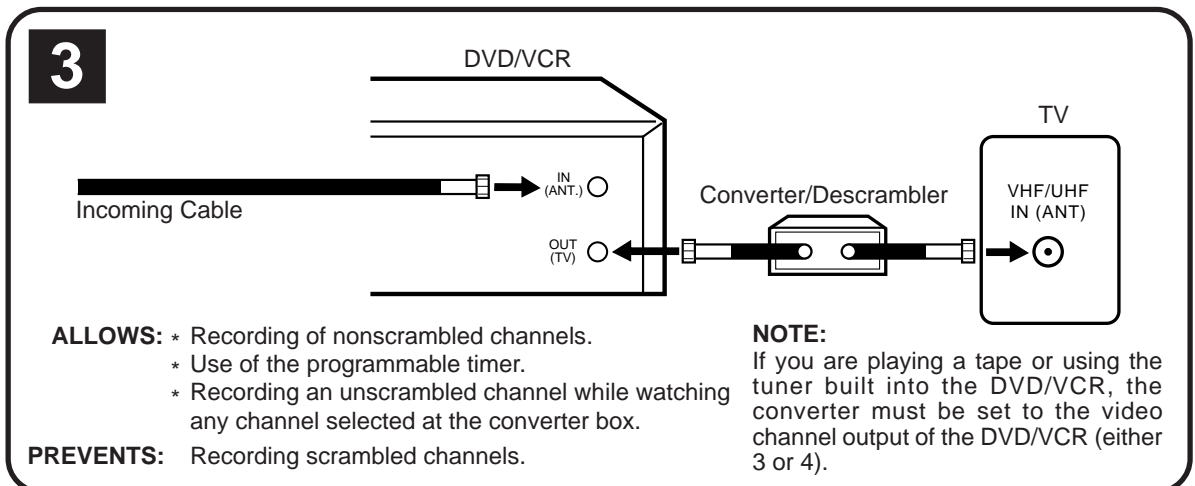 3
DVD/VCR
TV
IN
(ANT.)
Incoming Cable
Converter/Descrambler
VHF/UHF
IN (ANT)
OUT
(TV)
ALLOWS: * Recording of nonscrambled channels.
* Use of the programmable timer.
* Recording an unscrambled channel while watching
any channel selected at the converter box.
PREVENTS: Recording scrambled channels.
NOTE:
If you are playing a tape or using the
tuner built into the DVD/VCR, the
converter must be set to the video
channel output of the DVD/VCR (either
3 or 4).